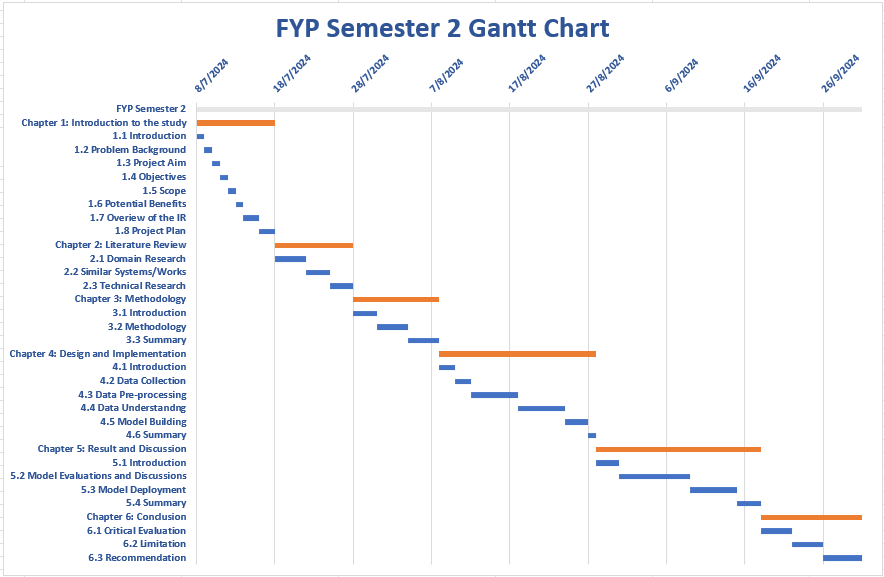 FYP Semester 2 Gantt Chart
8/7/2024
18/7/2024
28/7/2024
7/8/2024
17/8/2024
27/8/2024
6/9/2024
16/9/2024
26/9/2024
FYP Semester 2
Chapter 1: Introduction to the study
1.1 Introduction
1.2 Problem Background
1.3 Project Aim
1.4 Objectives
1.5 Scope
1.6 Potential Benefits
1.7 Overiew of the IR
1.8 Project Plan
Chapter 2: Literature Review
2.1 Domain Research
2.2 Similar Systems/Works
2.3 Technical Research
Chapter 3: Methodology
3.1 Introduction
3.2 Methodology
3.3 Summary
Chapter 4: Design and Implementation
4.1 Introduction
4.2 Data Collection
4.3 Data Pre-processing
4.4 Data Understandng
4.5 Model Building
4.6 Summary
Chapter 5: Result and Discussion
5.1 Introduction
5.2 Model Evaluations and Discussions
5.3 Model Deployment
5.4 Summary
Chapter 6: Conclusion
6.1 Critical Evaluation
6.2 Limitation
6.3 Recommendation